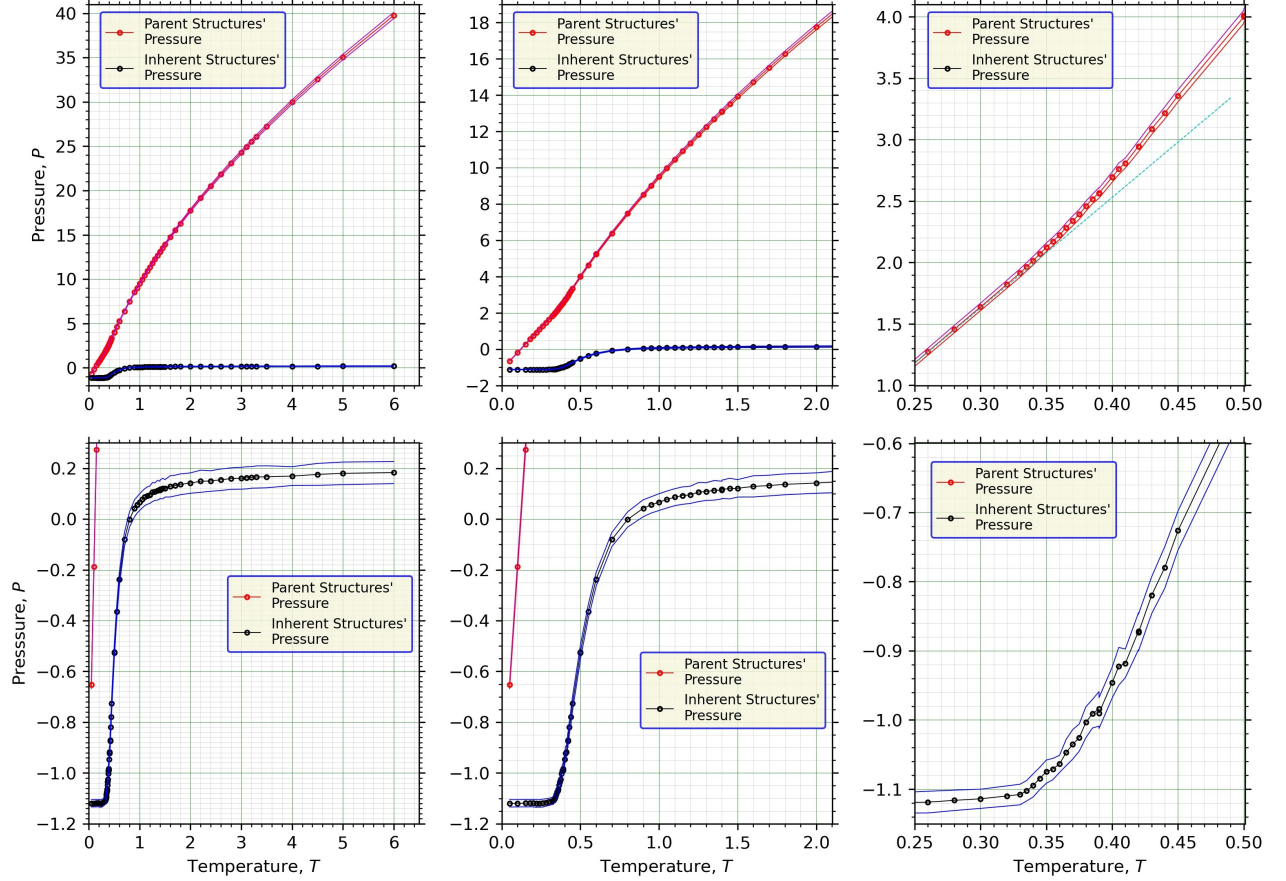 40
35
30
25
20
15
10
5
0
Pressure, P
Parent Structures'
Pressure
Inherent Structures'
Pressure
0
1
2
3
4
5
6
18
16
14
12
10
8
6
4
2
0
−2
Parent Structures'
Pressure
Inherent Structures'
Pressure
0.0
0.5
1.0
1.5
2.0
4.0
3.5
3.0
2.5
2.0
1.5
1.0
Parent Structures'
Pressure
Inherent Structures'
Pressure
0.25
0.30
0.35
0.40
0.45
0.50
0.2
0.0
−0.2
−0.4
−0.6
−0.8
−1.0
−1.2
Presssure, P
Parent Structures'
Pressure
Inherent Structures'
Pressure
0
1
2
3
4
5
6
Temperature, T
0.2
0.0
−0.2
−0.4
−0.6
−0.8
−1.0
−1.2
Parent Structures'
Pressure
Inherent Structures'
Pressure
0.0
0.5
1.0
1.5
2.0
Temperature, T
−0.6
−0.7
−0.8
−0.9
−1.0
−1.1
Parent Structures'
Pressure
Inherent Structures'
Pressure
0.25
0.30
0.35
0.40
0.45
0.50
Temperature, T